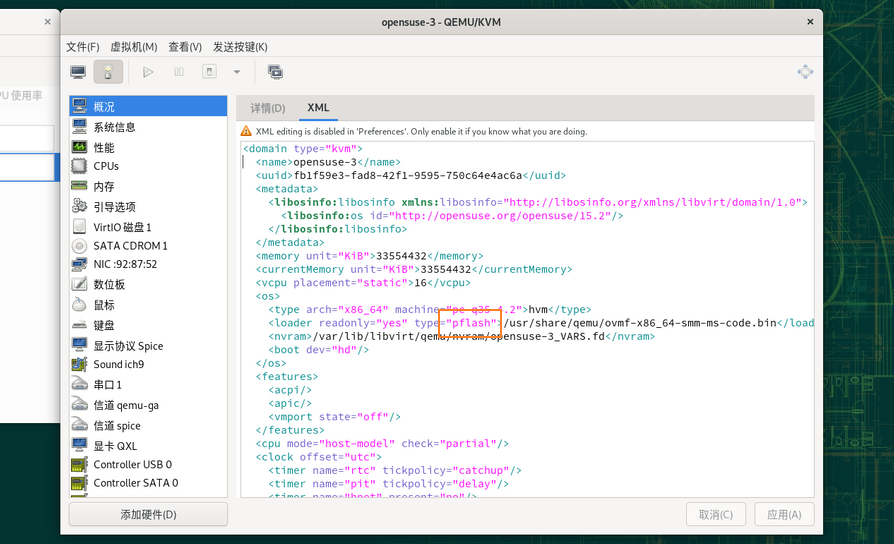 opensuse-3 - QEMU/KVM
文件(F) 虚拟机(M) 查看(V) 发送按键(K)
PU 使用率
概况
系统信息
性能
CPUs
内存
引导选项
VirtIO 磁盘 1
SATA CDROM 1
NIC :92:87:52
数位板
鼠标
键盘
显示协议 Spice
Sound ich9
串口 1
信道 qemu-ga
信道 spice
显卡 QXL
Controller USB 0
Controller SATA 0
添加硬件(D)
详情(D) XML
XML editing is disabled in 'Preferences'. Only enable it if you know what you are doing.
<domain type="kvm">
<name>opensuse-3</name>
<uuid>fb1f59e3-fad8-42f1-9595-750c64e4ac6a</uuid>
<metadata>
<libosinfo:libosinfo xmlns:libosinfo="http://libosinfo.org/xmlns/libvirt/domain/1.0">
<libosinfo:os id="http://opensuse.org/opensuse/15.2"/>
</libosinfo:libosinfo>
</metadata>
<memory unit="KiB">33554432</memory>
<currentMemory unit="KiB">33554432</currentMemory>
<vcpu placement="static">16</vcpu>
<os>
<type arch="x86_64" machine="pc-q35-4.2">hvm</type>
<loader readonly="yes" type="pflash">/usr/share/qemu/ovmf-x86_64-smm-ms-code.bin</load
<nvram>/var/lib/libvirt/qemu/nvram/opensuse-3_VARS.fd</nvram>
<boot dev="hd"/>
</os>
<features>
<acpi/>
<apic/>
<vmport state="off"/>
</features>
<cpu mode="host-model" check="partial"/>
<clock offset="utc">
<timer name="rtc" tickpolicy="catchup"/>
<timer name="pit" tickpolicy="delay"/>
<timer name="hpet" present="no"/>
取消(C) 应用(A)